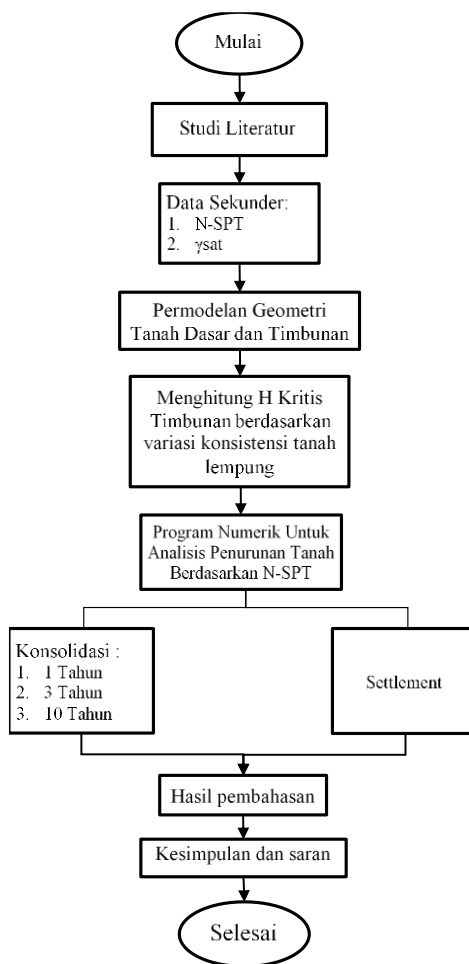 Mulai
Studi Literatur
Data Sekunder:
1. N-SPT
2. γsat
Permodelan Geometri
Tanah Dasar dan Timbunan
Menghitung H Kritis
Timbunan berdasarkan
variasi konsistensi tanah
lempung
Program Numerik Untuk
Analisis Penurunan Tanah
Berdasarkan N-SPT
Konsolidasi :
1. 1 Tahun
2. 3 Tahun
3. 10 Tahun
Settlement
Hasil pembahasan
Kesimpulan dan saran
Selesai